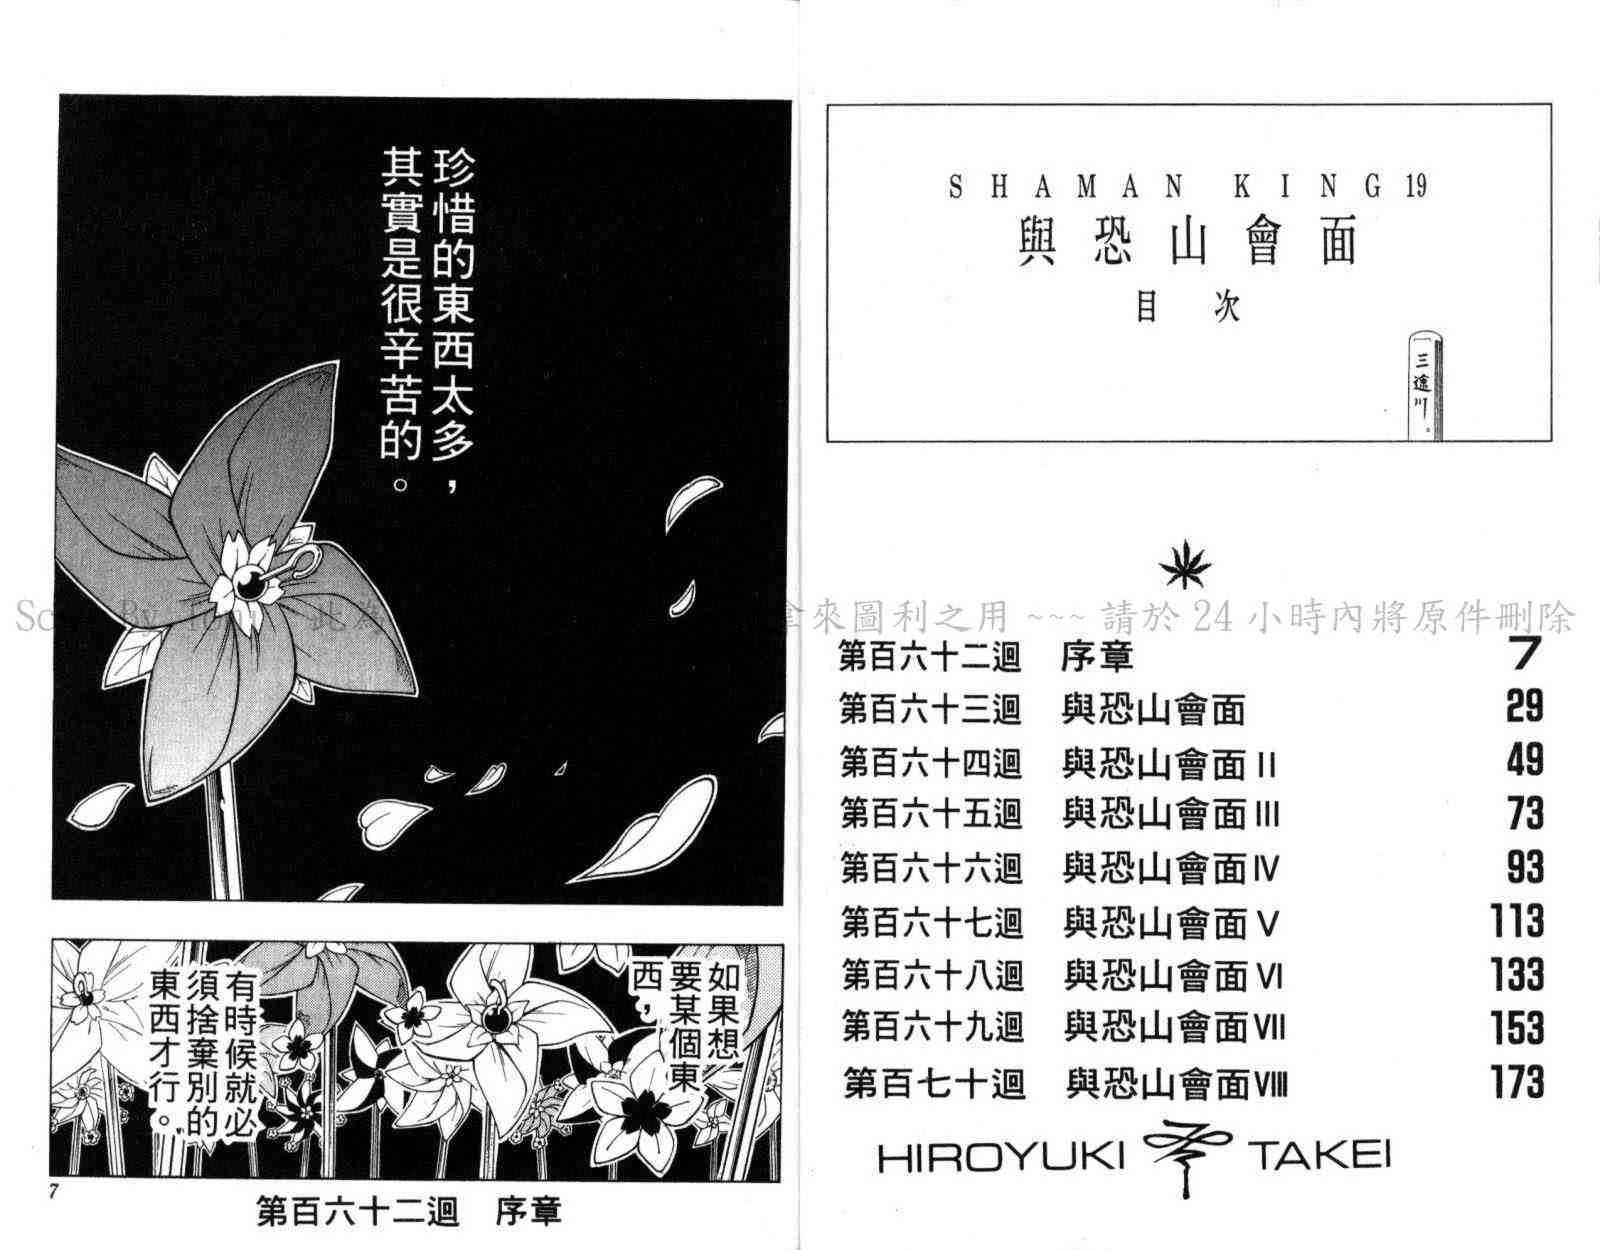 SHAMAN KING 19
與恐山會面
目次
三途川。
第百六十二迴 序章 7
第百六十三迴 與恐山會面 29
第百六十四迴 與恐山會面 II 49
第百六十五迴 與恐山會面 III 73
第百六十六迴 與恐山會面 IV 93
第百六十七迴 與恐山會面 V 113
第百六十八迴 與恐山會面 VI 133
第百六十九迴 與恐山會面 VII 153
第百七十迴 與恐山會面 VIII 173
HIROYUKI TAKEI
珍惜的東西太多，
其實是很辛苦的。
如果想
要某個東
西，
有時候就必
須捨棄別的
東西才行。
7
第百六十二迴 序章
By 此為 拿來圖利之用 ~~~ 請於 24 小時內將原件刪除